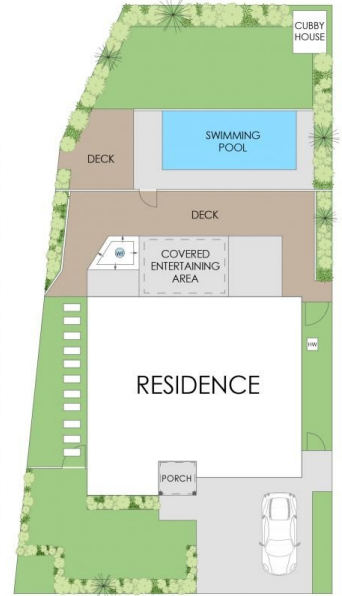 CUBBY
HOUSE
SWIMMING
POOL
DECK
DECK
COVERED
ENTERTAINING
AREA
RESIDENCE
HW
PORCH